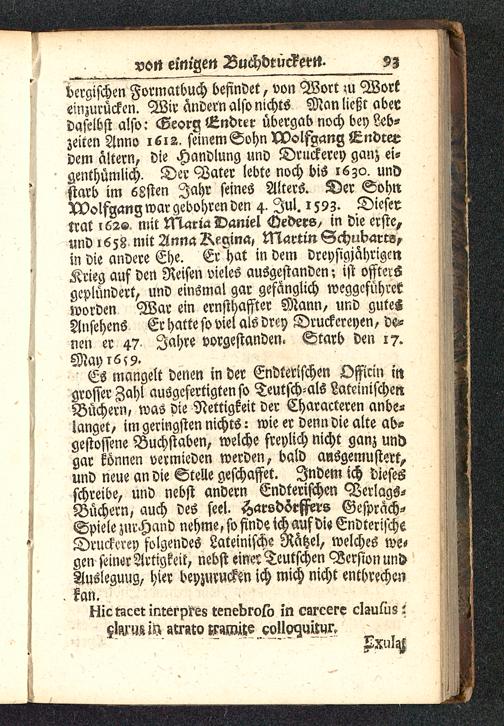 von einigen Buchdruckern. 93
bergischen Formatbuch befindet, von Wort zu Wort
einzurücken. Wir ändern also nichts Man ließt aber
daselbst also: Georg Endter übergab noch bey Leb-
zeiten Anno 1612. seinem Sohn Wolfgang Endter
dem ältern, die Handlung und Druckerey ganz ei-
genthümlich. Der Vater lebte noch bis 1630. und
starb im 68sten Jahr seines Alters. Der Sohn
Wolfgang war gebohren den 4. Jul. 1593. Dieser
trat 1620. mit Maria Daniel Oeders, in die erste,
und 1658. mit Anna Regina, Martin Schubarts,
in die andere Ehe. Er hat in dem dreysigjährigen
Krieg auf den Reisen vieles ausgestanden; ist offters
geplündert, und einsmal gar gefänglich weggeführet
worden War ein ernsthaffter Mann, und gutes
Ansehens. Er hatte so viel als drey Druckereyen, de-
nen er 47. Jahre vorgestanden. Starb den 17.
May 1659.
Es mangelt denen in der Endterischen Officin in
grosser Zahl ausgefertigten so Teutsch-als Lateinischen
Büchern, was die Nettigkeit der Characteren anbe-
langet, im geringsten nichts: wie er denn die alte ab-
gestossene Buchstaben, welche freylich nicht ganz und
gar können vermieden werden, bald ausgemustert,
und neue an die Stelle geschaffet. Indem ich dieses
schreibe, und nebst andern Endterischen Verlags-
Büchern, auch des seel. Harsdörffers Gespräch-
Spiele zur Hand nehme, so finde ich auf die Endterische
Druckerey folgendes Lateinische Rätzel, welches we-
gen seiner Artigkeit, nebst einer Teutschen Version und
Auslegung, hier beyzurucken ich mich nicht entbrechen
kan.
Hic tacet interpres tenebroso in carcere clausus:
clarus in atrato tramite colloquitur.
Exulat